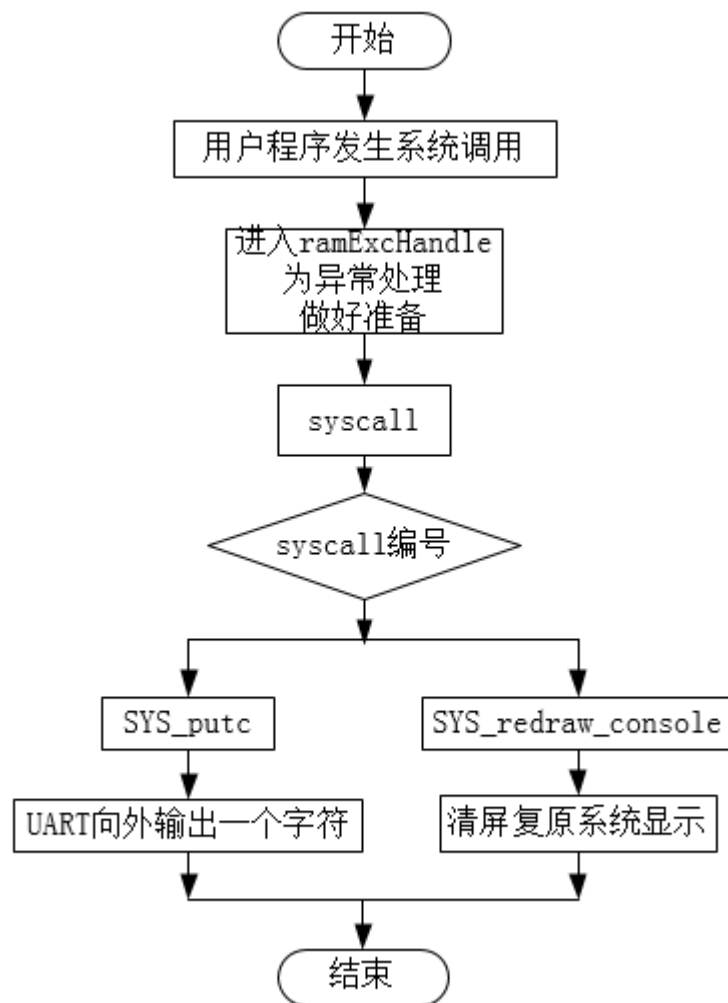 开始
用户程序发生系统调用
进入ramExcHandle
为异常处理
做好准备
syscall
syscall编号
SYS_putc
SYS_redraw_console
UART向外输出一个字符
清屏复原系统显示
结束